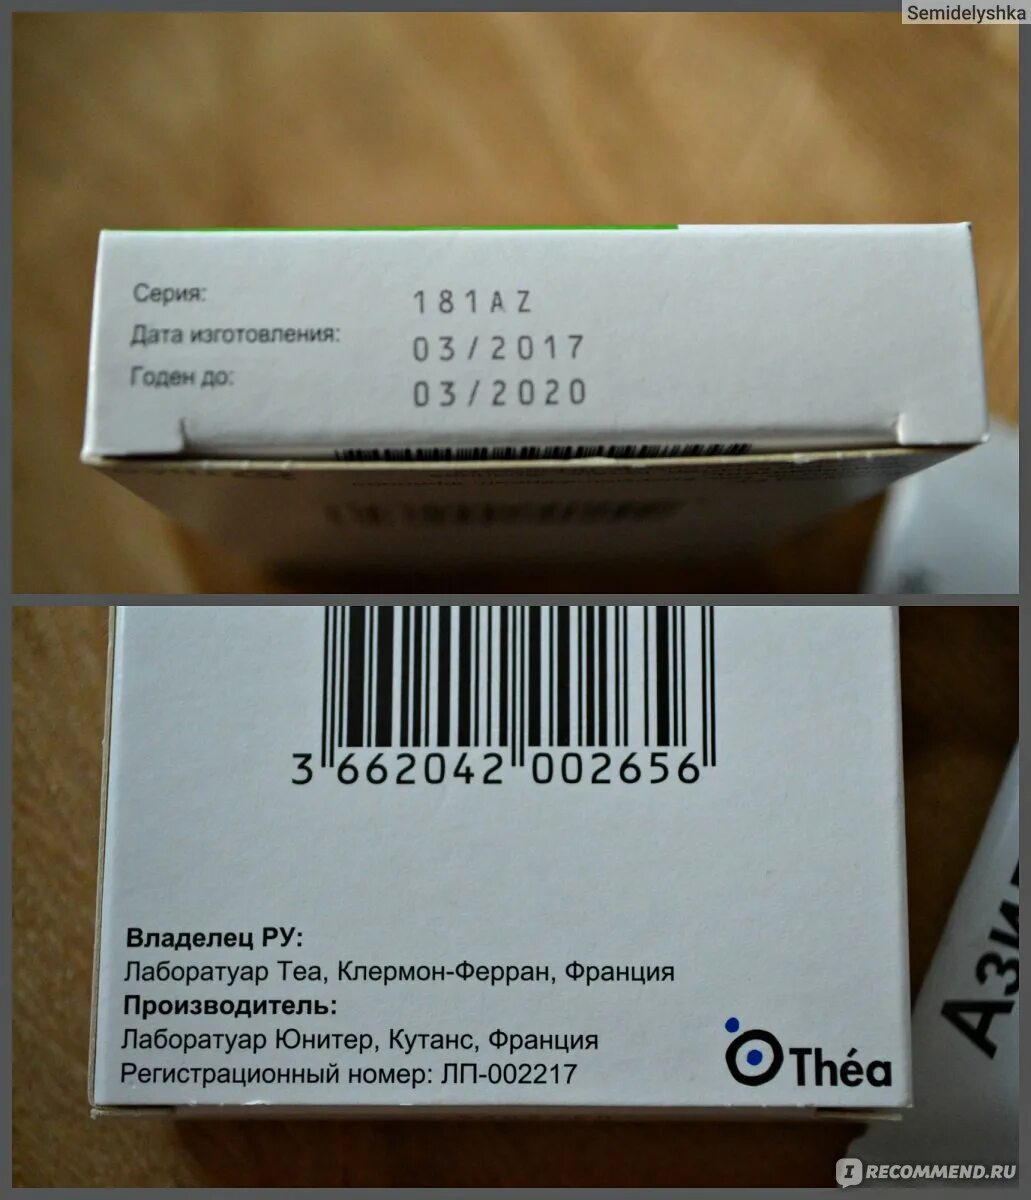 Semidelyshka
Серия: 181AZ
Дата изготовления: 03/2017
Годен до: 03/2020
3 662042 002656
Владелец РУ:
Лаборатуар Теа, Клермон-Ферран, Франция
Производитель:
Лаборатуар Юнитер, Кутанс, Франция
Регистрационный номер: ЛП-002217
Théa
Ази
I RECOMMEND.RU